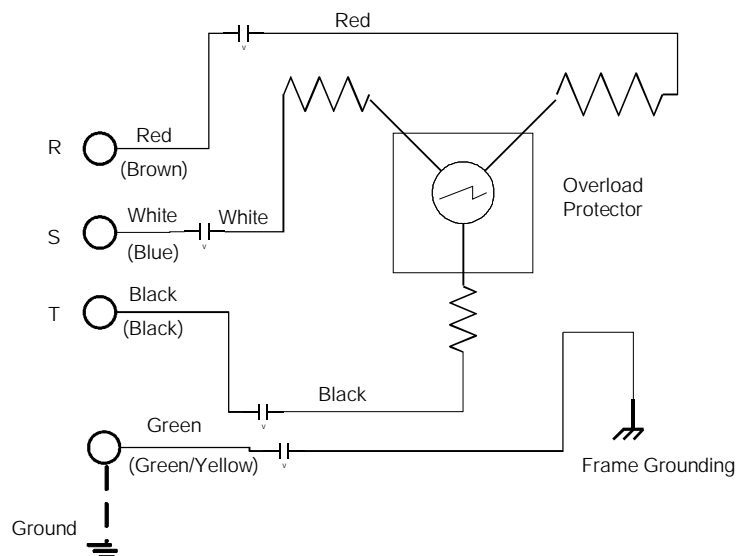 Red
R
Red
(Brown)
Overload
Protector
S
White
White
(Blue)
T
Black
(Black)
Black
Green
(Green/Yellow)
Frame Grounding
Ground
v
v
v
v